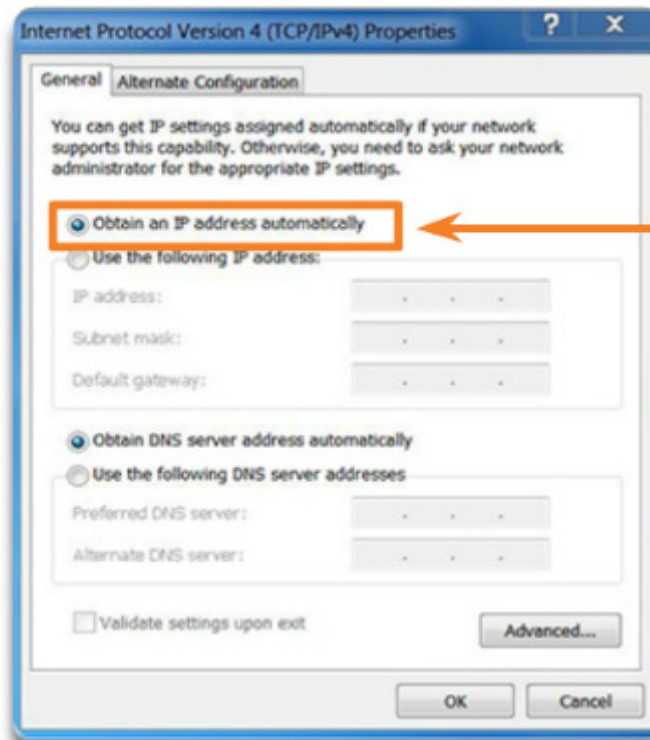 Internet Protocol Version 4 (TCP/IPv4) Properties
? X
General
Alternate Configuration
You can get IP settings assigned automatically if your network
supports this capability. Otherwise, you need to ask your network
administrator for the appropriate IP settings.
Obtain an IP address automatically
Use the following IP address:
IP address:
Subnet mask:
Default gateway:
Obtain DNS server address automatically
Use the following DNS server addresses
Preferred DNS server:
Alternate DNS server:
Validate settings upon exit
Advanced...
OK
Cancel